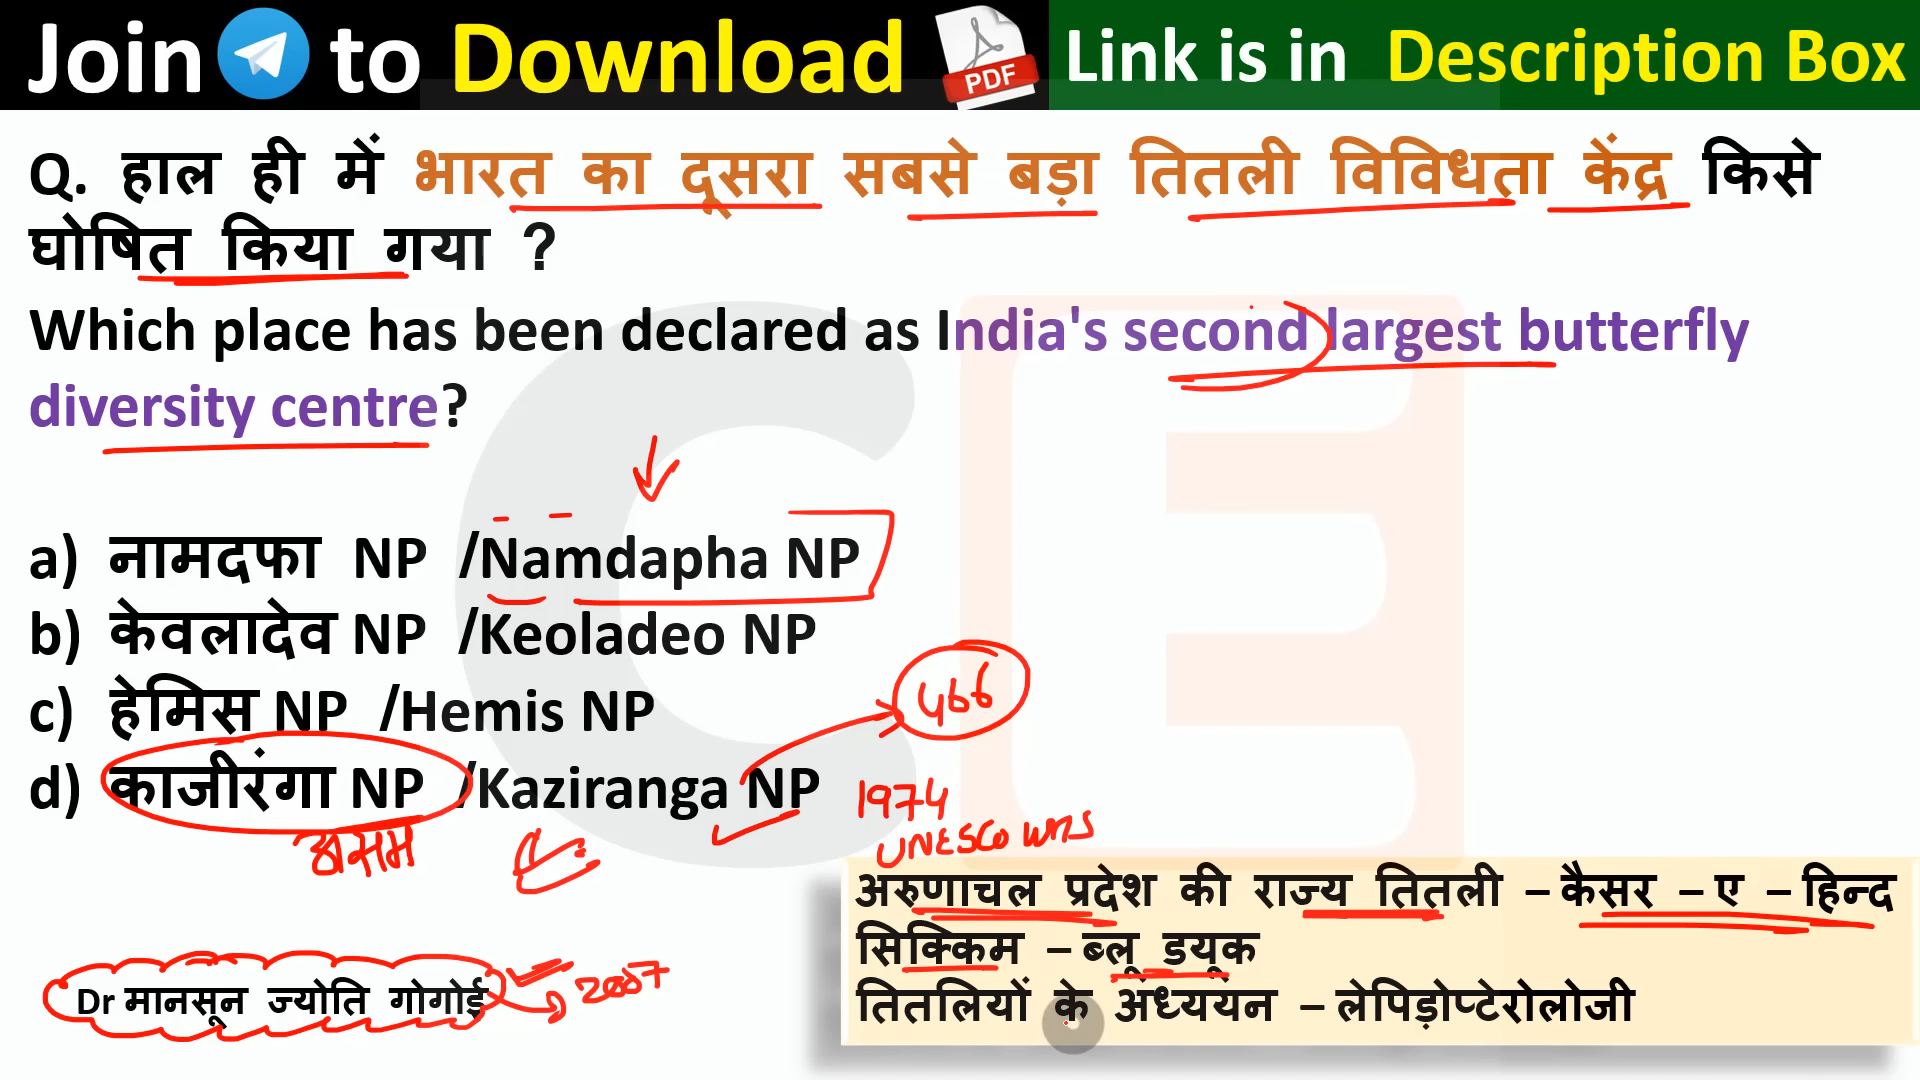 Join to Download PDF Link is in Description Box
Q. हाल ही में भारत का दूसरा सबसे बड़ा तितली विविधता केंद्र किसे
घोषित किया गया ?
Which place has been declared as India's second largest butterfly
diversity centre?
a) नामदफा NP /Namdapha NP
b) केवलादेव NP /Keoladeo NP
c) हेमिस NP /Hemis NP
466
d) काजीरंगा NP /Kaziranga NP
1974
असम
UNESCO WHS
अरुणाचल प्रदेश की राज्य तितली – कैसर – ए – हिन्द
सिक्किम – ब्लू डयूक
तितलियों के अध्ययन – लेपिड़ोप्टेरोलोजी
Dr मानसून ज्योति गोगोई
2007